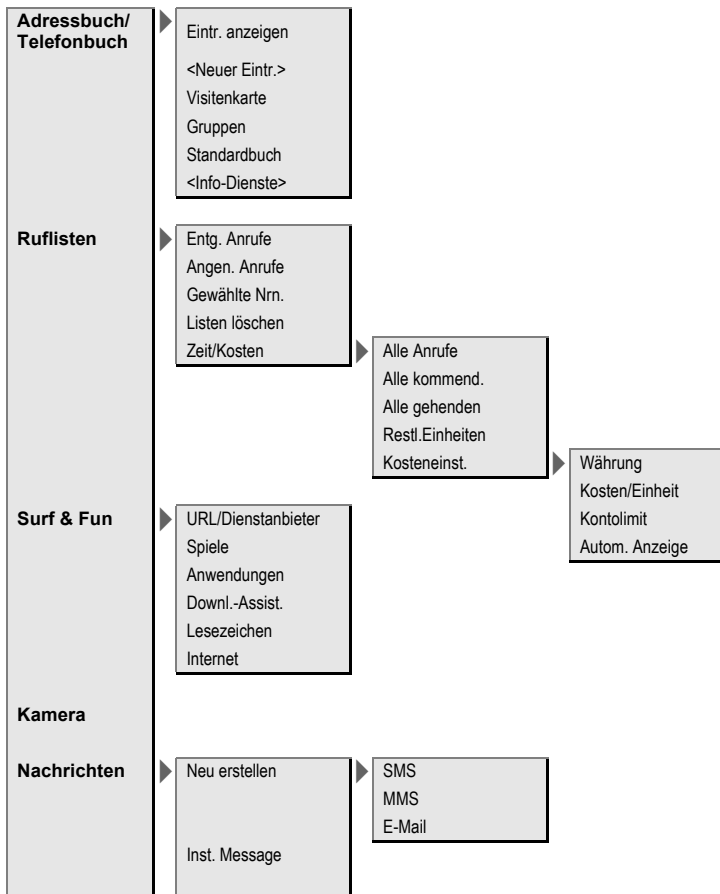 Adressbuch/
Telefonbuch
Eintr. anzeigen
<Neuer Eintr.>
Visitenkarte
Gruppen
Standardbuch
<Info-Dienste>
Ruflisten
Entg. Anrufe
Angen. Anrufe
Gewählte Nrn.
Listen löschen
Zeit/Kosten
Alle Anrufe
Alle kommend.
Alle gehenden
Restl.Einheiten
Kosteneinst.
Währung
Kosten/Einheit
Kontolimit
Autom. Anzeige
Surf & Fun
URL/Dienstanbieter
Spiele
Anwendungen
Downl.-Assist.
Lesezeichen
Internet
Kamera
Nachrichten
Neu erstellen
SMS
MMS
E-Mail
Inst. Message